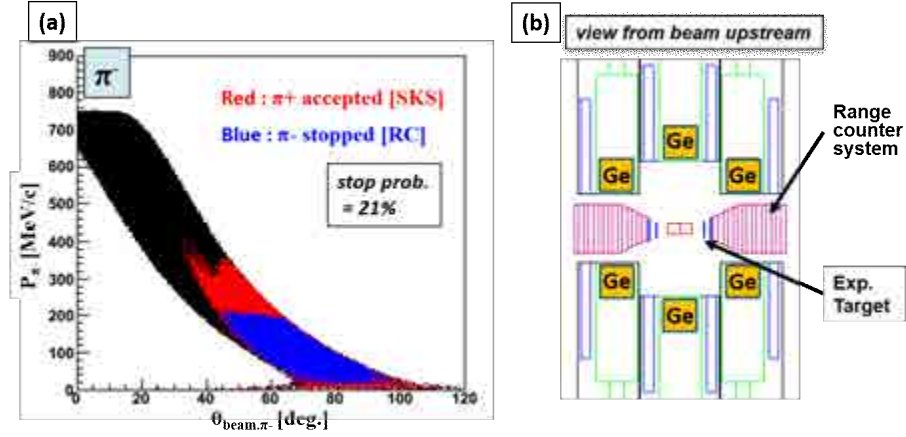 (a)
π-
Red : π+ accepted [SKS]
Blue : π- stopped [RC]
stop prob.
= 21%
Pπ [MeV/c]
900
800
700
600
500
400
300
200
100
0
0
20
40
60
80
100
120
θbeam,π- [deg.]
(b)
view from beam upstream
Ge
Ge
Ge
Ge
Ge
Ge
Range
counter
system
Exp.
Target